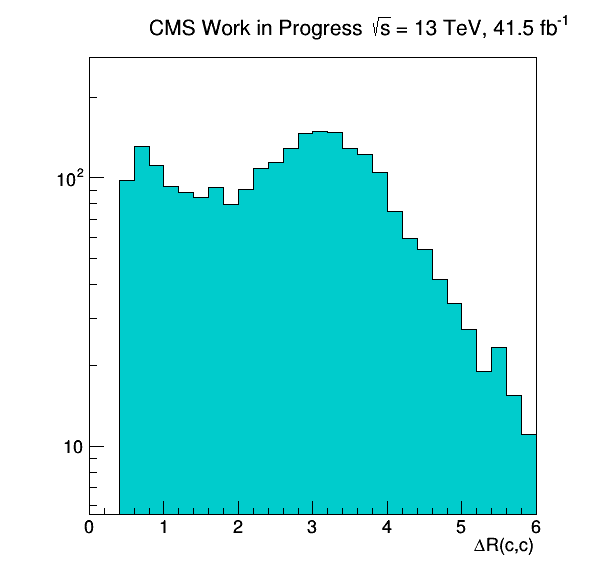 CMS Work in Progress √s = 13 TeV, 41.5 fb⁻¹
10²
10
0 1 2 3 4 5 6
ΔR(c,c)